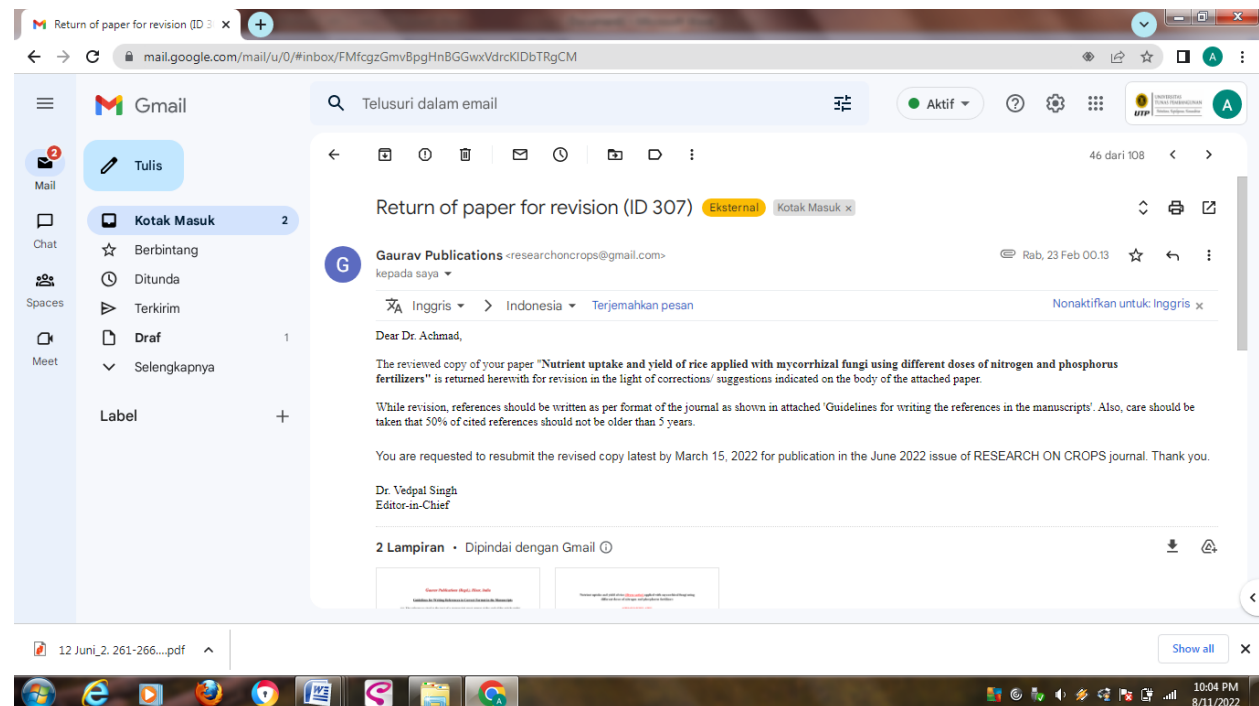 Return of paper for revision (ID 3
mail.google.com/mail/u/0/#inbox/FMfcgzGmvBpgHnBGGwxVdrcKlDbTRgCM
A
Gmail
Telusuri dalam email
Aktif
UTP
A
2
Mail
Chat
Spaces
Meet
Tulis
Kotak Masuk 2
Berbintang
Ditunda
Terkirim
Draf 1
Selengkapnya
Label
46 dari 108
Return of paper for revision (ID 307) Eksternal Kotak Masuk ×
G
Gaurav Publications <researchoncrops@gmail.com> Rab, 23 Feb 00.13
kepada saya
Inggris > Indonesia Terjemahkan pesan Nonaktifkan untuk: Inggris ×
Dear Dr. Achmad,
The reviewed copy of your paper "Nutrient uptake and yield of rice applied with mycorrhizal fungi using different doses of nitrogen and phosphorus
fertilizers" is returned herewith for revision in the light of corrections/ suggestions indicated on the body of the attached paper.
While revision, references should be written as per format of the journal as shown in attached 'Guidelines for writing the references in the manuscripts'. Also, care should be
taken that 50% of cited references should not be older than 5 years.
You are requested to resubmit the revised copy latest by March 15, 2022 for publication in the June 2022 issue of RESEARCH ON CROPS journal. Thank you.
Dr. Vedpal Singh
Editor-in-Chief
2 Lampiran • Dipindai dengan Gmail
12 Juni_2. 261-266....pdf
Show all
10:04 PM
8/11/2022